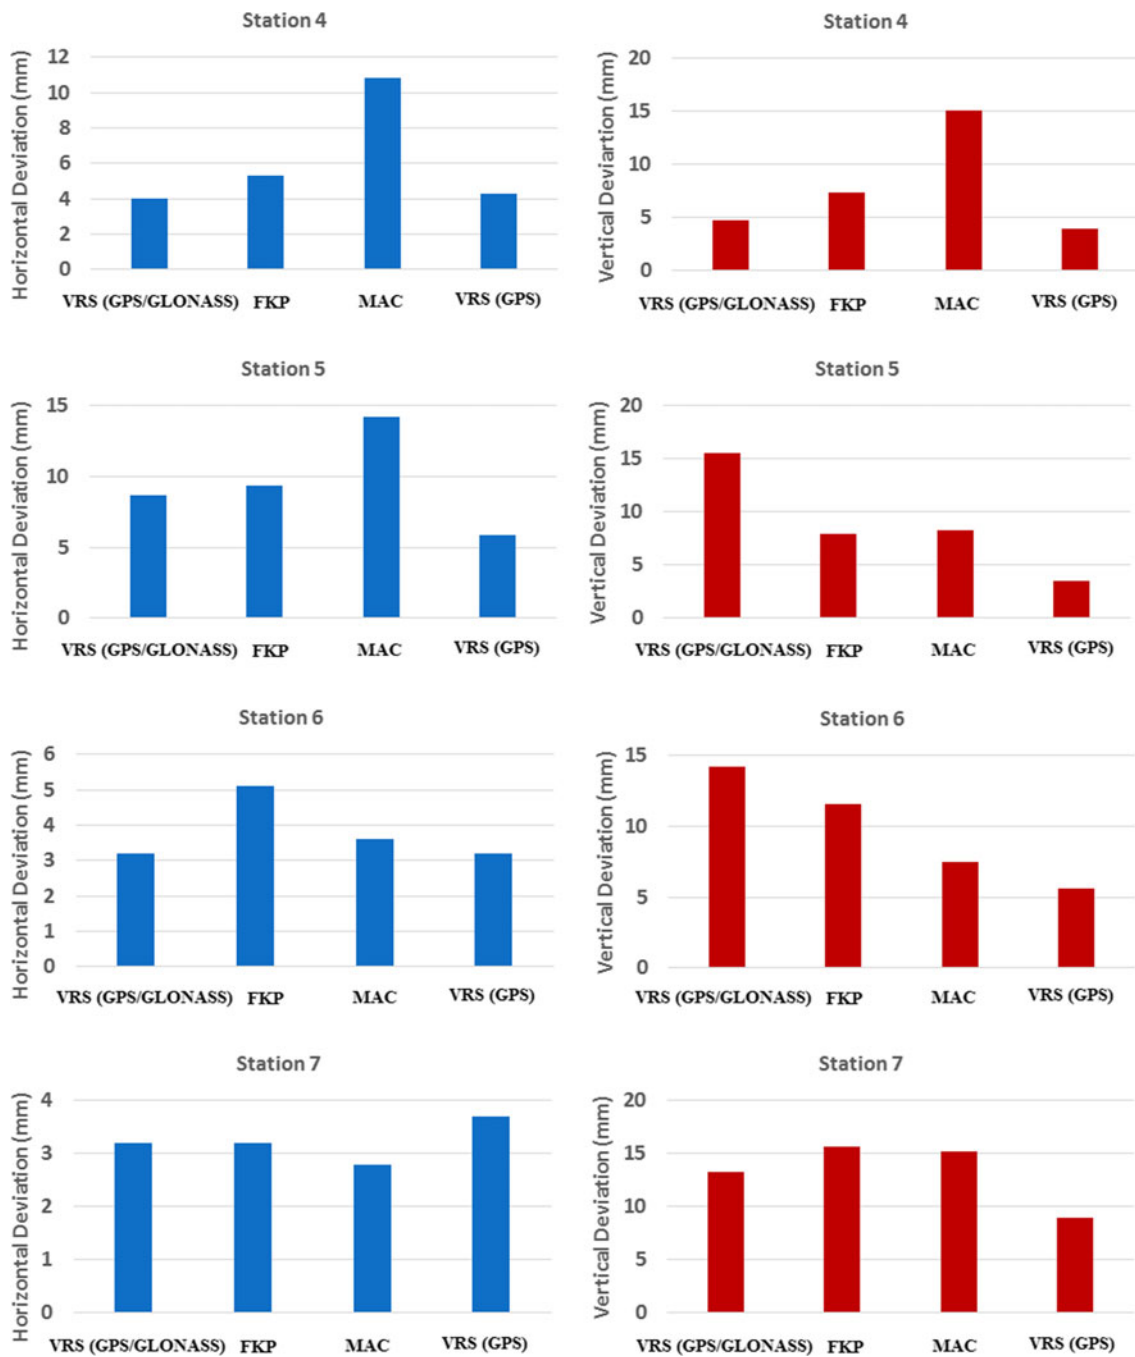 Station 4
Horizontal Deviation (mm)
12
10
8
6
4
2
0
VRS (GPS/GLONASS) FKP MAC VRS (GPS)
Station 4
Vertical Deviartion (mm)
20
15
10
5
0
VRS (GPS/GLONASS) FKP MAC VRS (GPS)
Station 5
Horizontal Deviation (mm)
15
10
5
0
VRS (GPS/GLONASS) FKP MAC VRS (GPS)
Station 5
Vertical Deviation (mm)
20
15
10
5
0
VRS (GPS/GLONASS) FKP MAC VRS (GPS)
Station 6
Horizontal Deviation (mm)
6
5
4
3
2
1
0
VRS (GPS/GLONASS) FKP MAC VRS (GPS)
Station 6
Vertical Deviation (mm)
15
10
5
0
VRS (GPS/GLONASS) FKP MAC VRS (GPS)
Station 7
Horizontal Deviation (mm)
4
3
2
1
0
VRS (GPS/GLONASS) FKP MAC VRS (GPS)
Station 7
Vertical Deviation (mm)
20
15
10
5
0
VRS (GPS/GLONASS) FKP MAC VRS (GPS)